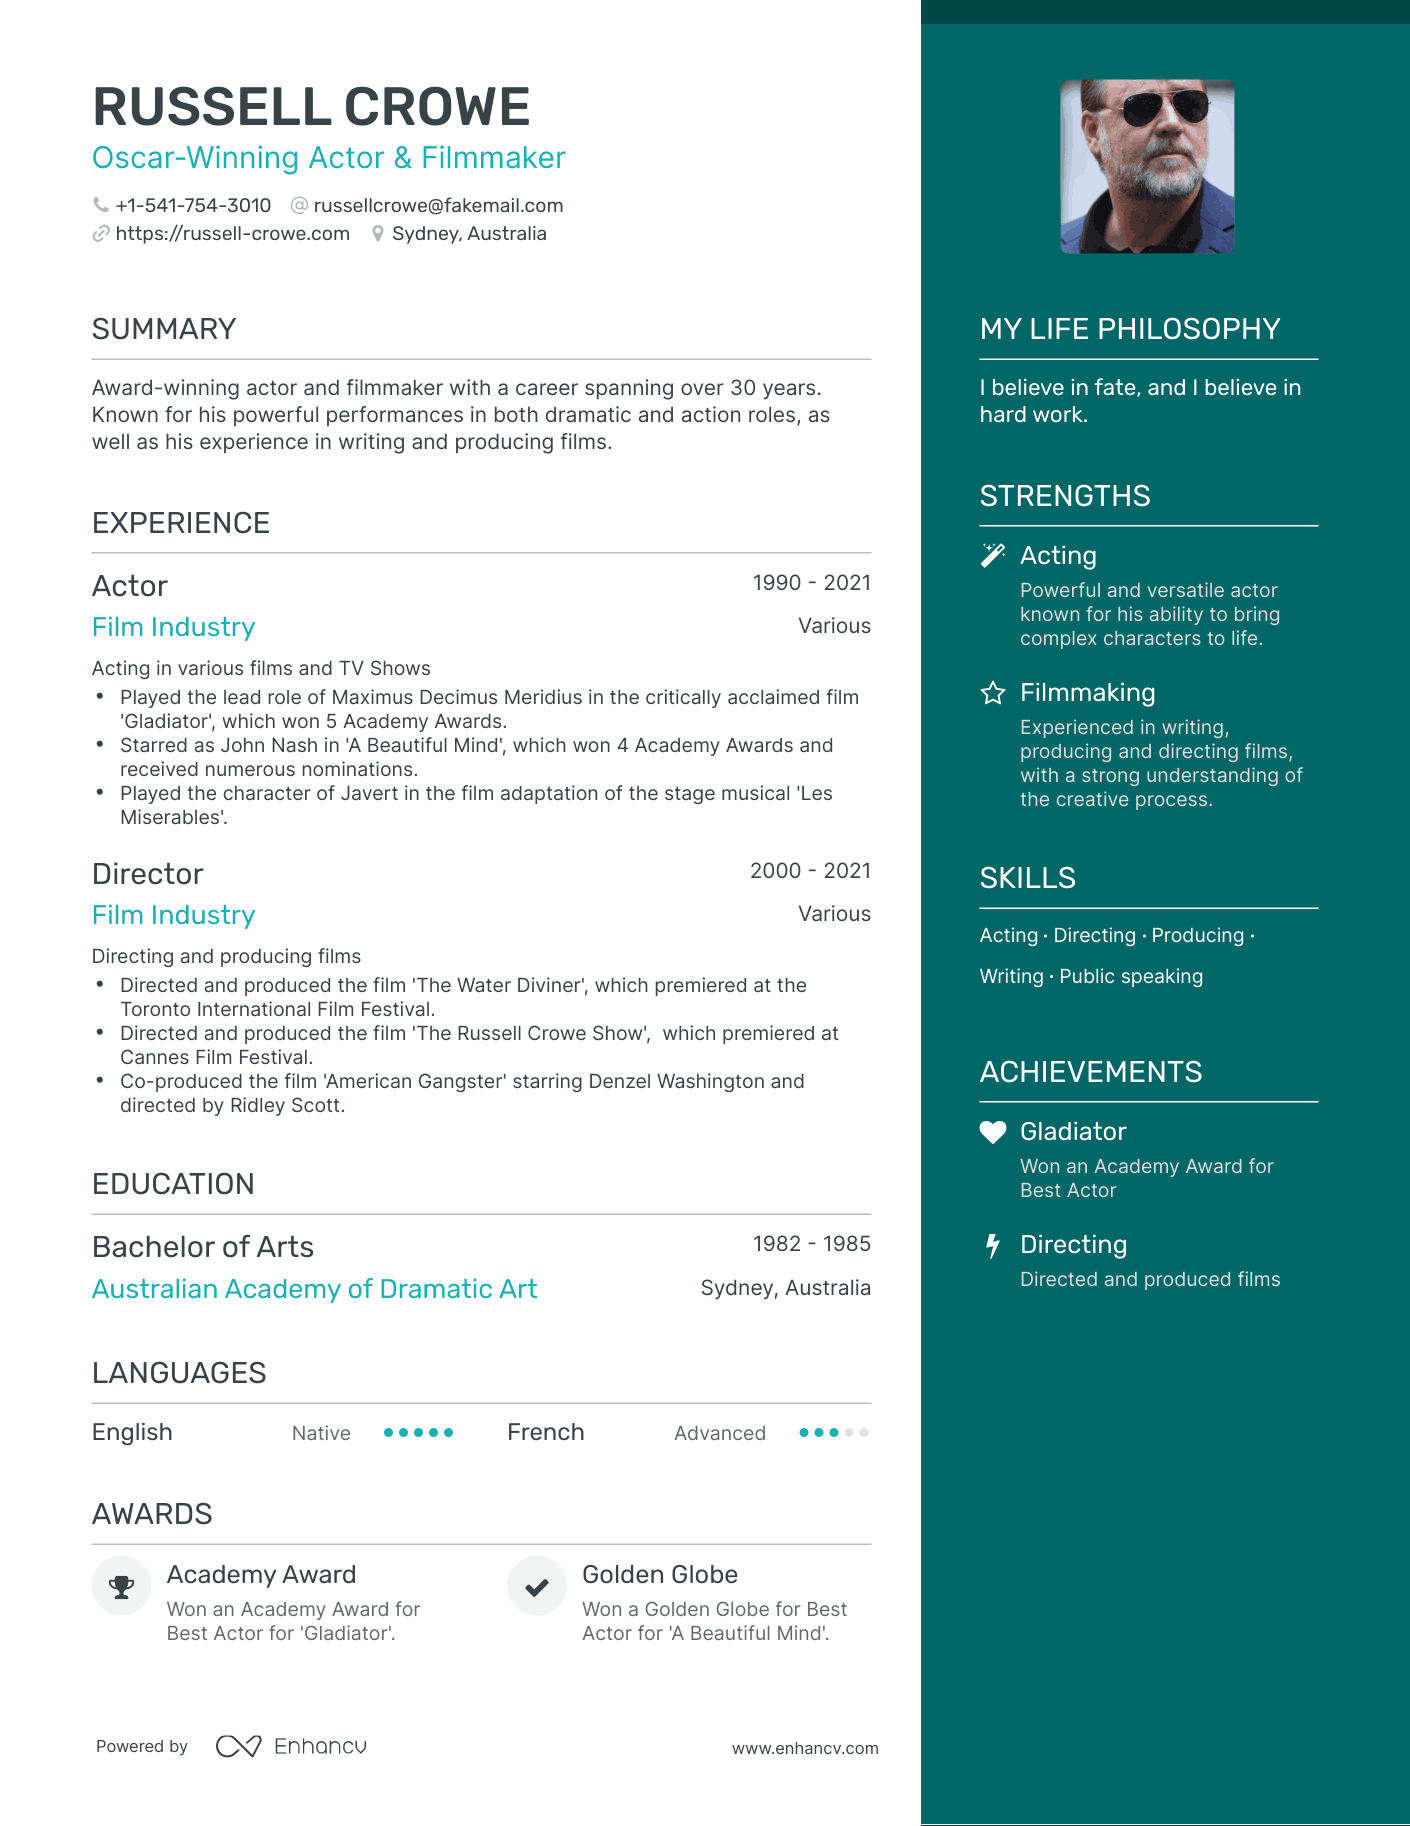 RUSSELL CROWE
Oscar-Winning Actor & Filmmaker
+1-541-754-3010 @ russellcrowe@fakemail.com
https://russell-crowe.com Sydney, Australia
SUMMARY
Award-winning actor and filmmaker with a career spanning over 30 years.
Known for his powerful performances in both dramatic and action roles, as
well as his experience in writing and producing films.
EXPERIENCE
Actor 1990 - 2021
Film Industry Various
Acting in various films and TV Shows
• Played the lead role of Maximus Decimus Meridius in the critically acclaimed film
'Gladiator', which won 5 Academy Awards.
• Starred as John Nash in 'A Beautiful Mind', which won 4 Academy Awards and
received numerous nominations.
• Played the character of Javert in the film adaptation of the stage musical 'Les
Miserables'.
Director 2000 - 2021
Film Industry Various
Directing and producing films
• Directed and produced the film 'The Water Diviner', which premiered at the
Toronto International Film Festival.
• Directed and produced the film 'The Russell Crowe Show',  which premiered at
Cannes Film Festival.
• Co-produced the film 'American Gangster' starring Denzel Washington and
directed by Ridley Scott.
EDUCATION
Bachelor of Arts 1982 - 1985
Australian Academy of Dramatic Art Sydney, Australia
LANGUAGES
English Native French Advanced
AWARDS
Academy Award
Won an Academy Award for
Best Actor for 'Gladiator'.
Golden Globe
Won a Golden Globe for Best
Actor for 'A Beautiful Mind'.
MY LIFE PHILOSOPHY
I believe in fate, and I believe in
hard work.
STRENGTHS
Acting
Powerful and versatile actor
known for his ability to bring
complex characters to life.
Filmmaking
Experienced in writing,
producing and directing films,
with a strong understanding of
the creative process.
SKILLS
Acting · Directing · Producing ·
Writing · Public speaking
ACHIEVEMENTS
Gladiator
Won an Academy Award for
Best Actor
Directing
Directed and produced films
Powered by Enhancv www.enhancv.com